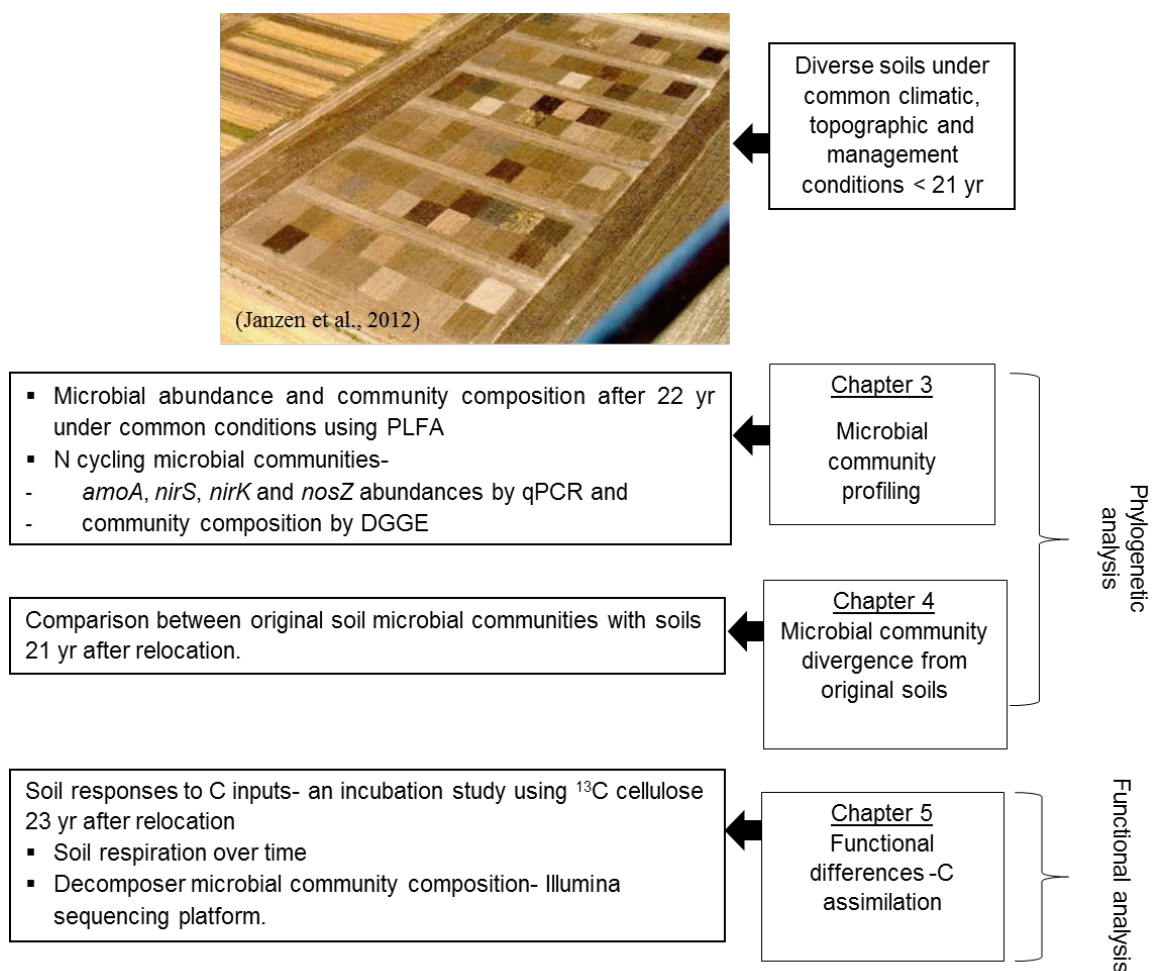 Diverse soils under
common climatic,
topographic and
management
conditions < 21 yr
(Janzen et al., 2012)
▪ Microbial abundance and community composition after 22 yr
under common conditions using PLFA
▪ N cycling microbial communities-
- amoA, nirS, nirK and nosZ abundances by qPCR and
- community composition by DGGE
Chapter 3
Microbial
community
profiling
Phylogenetic
analysis
Comparison between original soil microbial communities with soils
21 yr after relocation.
Chapter 4
Microbial community
divergence from
original soils
Soil responses to C inputs- an incubation study using ¹³C cellulose
23 yr after relocation
▪ Soil respiration over time
▪ Decomposer microbial community composition- Illumina
sequencing platform.
Chapter 5
Functional
differences -C
assimilation
Functional analysis